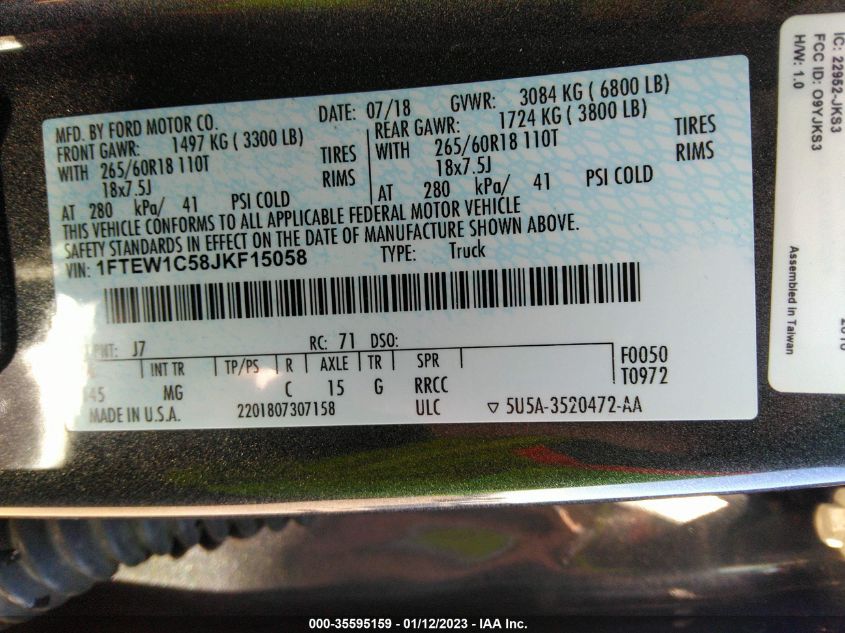 MFD. BY FORD MOTOR CO.
DATE: 07/18 GVWR: 3084 KG ( 6800 LB)
FRONT GAWR: 1497 KG ( 3300 LB)
WITH 265/60R18 110T TIRES
18x7.5J RIMS
AT 280 kPa/ 41 PSI COLD
REAR GAWR: 1724 KG ( 3800 LB)
WITH 265/60R18 110T TIRES
18x7.5J RIMS
AT 280 kPa/ 41 PSI COLD
THIS VEHICLE CONFORMS TO ALL APPLICABLE FEDERAL MOTOR VEHICLE
SAFETY STANDARDS IN EFFECT ON THE DATE OF MANUFACTURE SHOWN ABOVE.
VIN: 1FTEW1C58JKF15058 TYPE: Truck
PNT: J7 RC: 71 DSO:
INT TR TP/PS R AXLE TR SPR
F0050
MG C 15 G RRCC
T0972
MADE IN U.S.A. 2201807307158 ULC ▽ 5U5A-3520472-AA
IC: 22952-JKS3
FCC ID: O9YJKS3
H/W: 1.0
Assembled in Taiwan
000-35595159 — 01/12/2023 — IAA Inc.